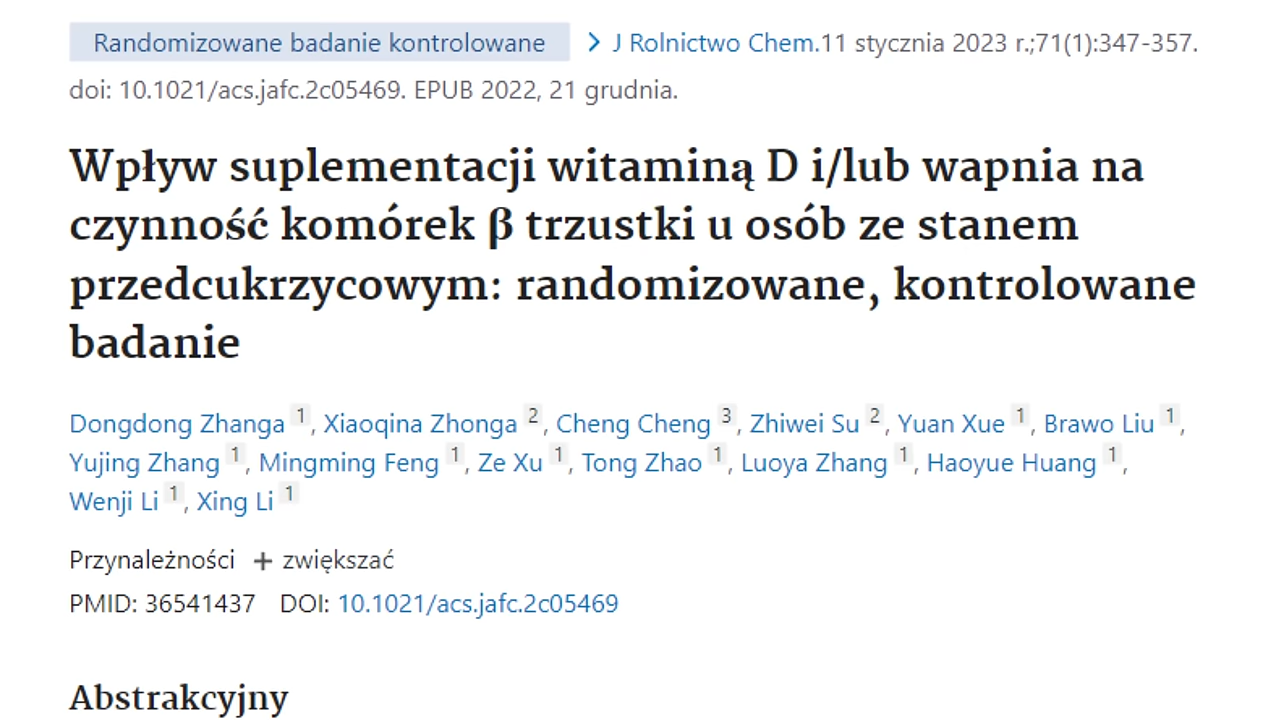 Randomizowane badanie kontrolowane > J Rolnictwo Chem.11 stycznia 2023 r.;71(1):347-357.
doi: 10.1021/acs.jafc.2c05469. EPUB 2022, 21 grudnia.
Wpływ suplementacji witaminą D i/lub wapnia na
czynność komórek β trzustki u osób ze stanem
przedcukrzycowym: randomizowane, kontrolowane
badanie
Dongdong Zhanga 1, Xiaoqina Zhonga 2, Cheng Cheng 3, Zhiwei Su 2, Yuan Xue 1, Brawo Liu 1,
Yujing Zhang 1, Mingming Feng 1, Ze Xu 1, Tong Zhao 1, Luoya Zhang 1, Haoyue Huang 1,
Wenji Li 1, Xing Li 1
Przynależności + zwiększać
PMID: 36541437 DOI: 10.1021/acs.jafc.2c05469
Abstrakcyjny